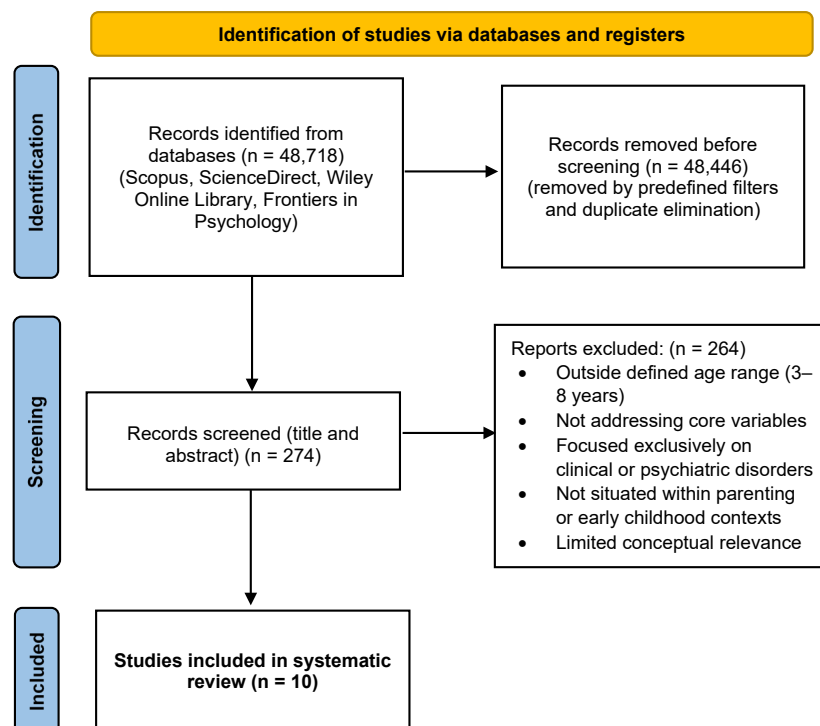 Identification of studies via databases and registers
Identification
Records identified from
databases (n = 48,718)
(Scopus, ScienceDirect, Wiley
Online Library, Frontiers in
Psychology)
Records removed before
screening (n = 48,446)
(removed by predefined filters
and duplicate elimination)
Screening
Records screened (title and
abstract) (n = 274)
Reports excluded: (n = 264)
• Outside defined age range (3–
8 years)
• Not addressing core variables
• Focused exclusively on
clinical or psychiatric disorders
• Not situated within parenting
or early childhood contexts
• Limited conceptual relevance
Included
Studies included in systematic
review (n = 10)